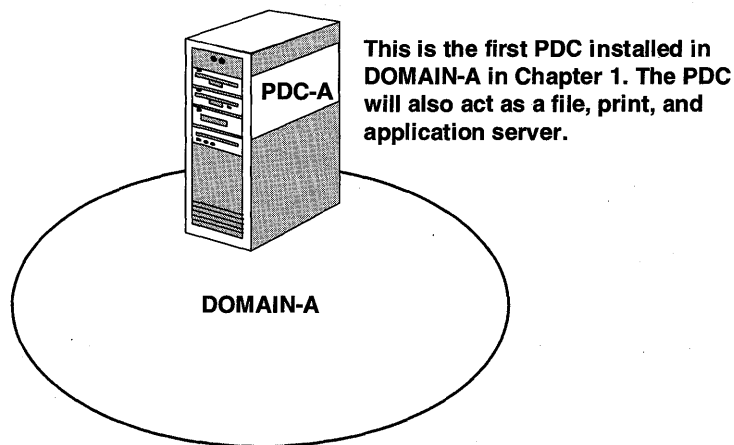 PDC-A
This is the first PDC installed in
DOMAIN-A in Chapter 1. The PDC
will also act as a file, print, and
application server.
DOMAIN-A